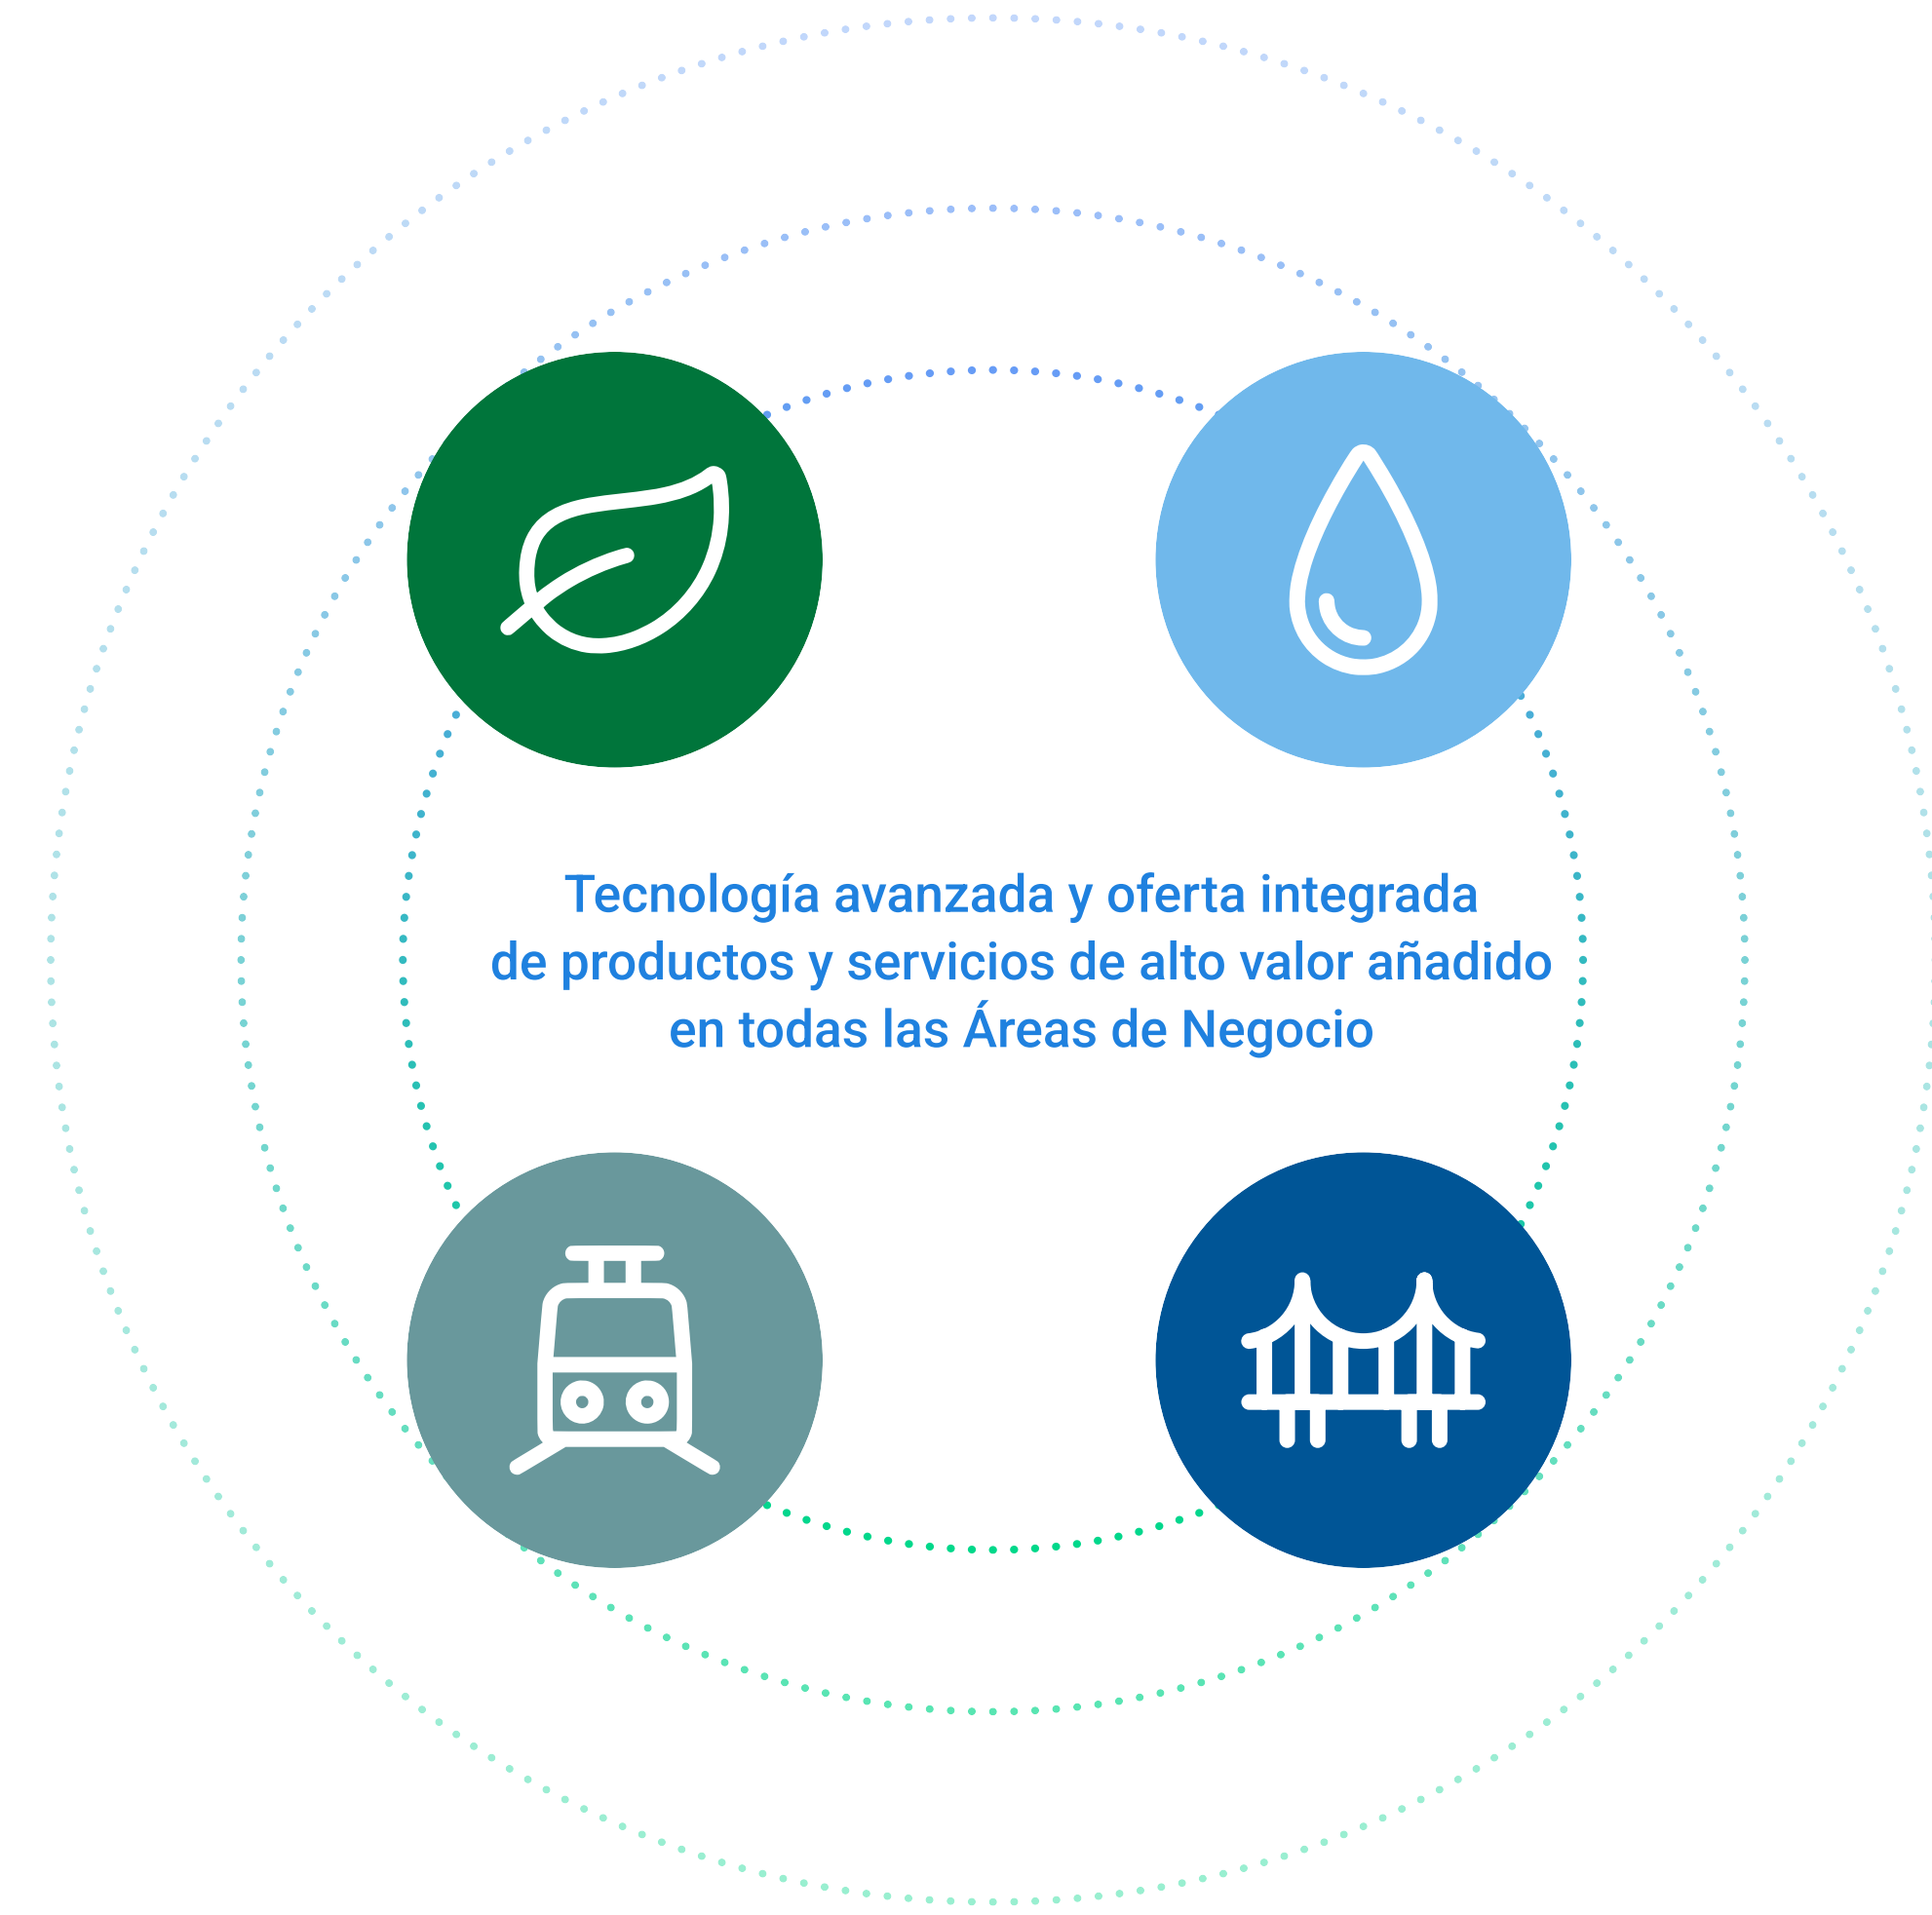 Tecnología avanzada y oferta integrada
de productos y servicios de alto valor añadido
en todas las Áreas de Negocio